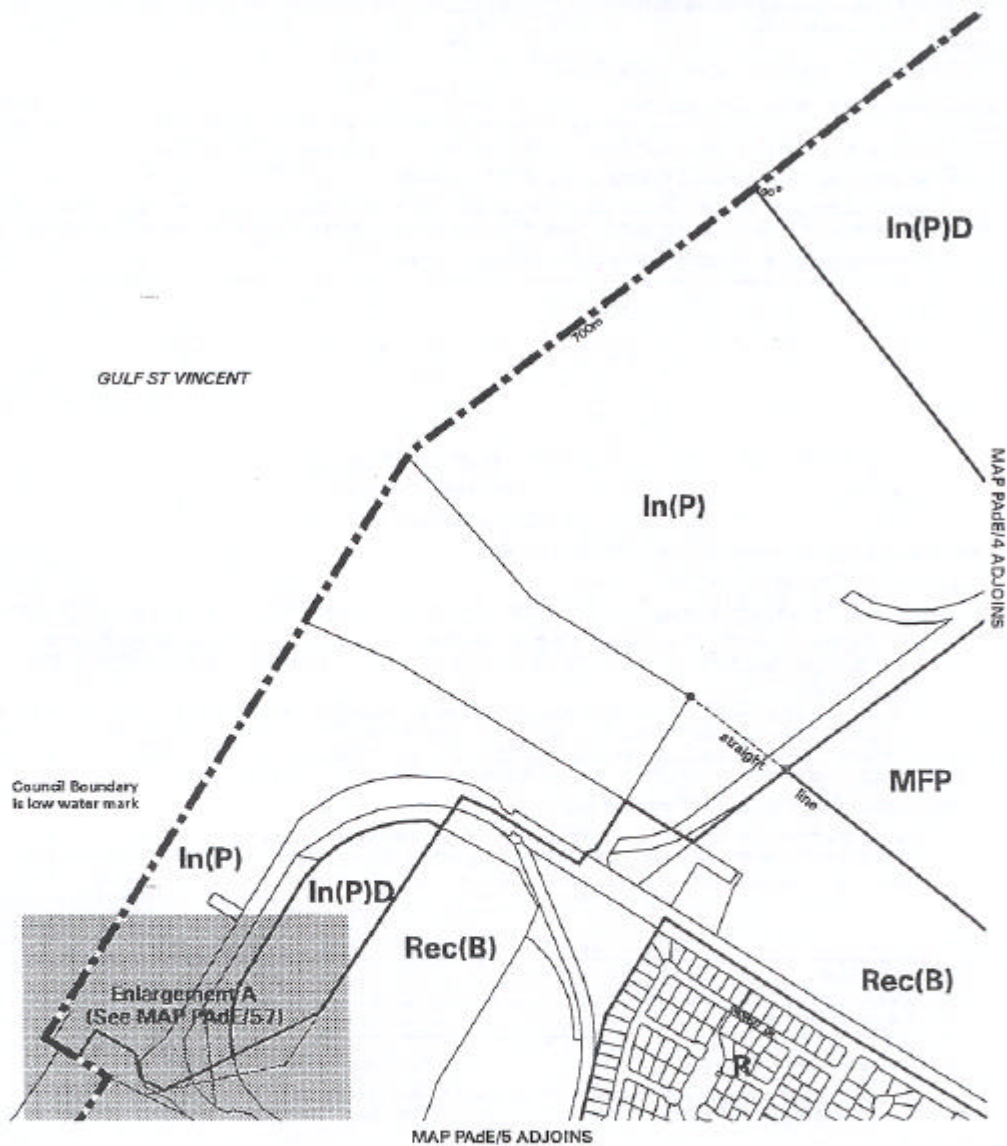 90°
In(P)D
700m
GULF ST VINCENT
MAP PAdE/4 ADJOINS
In(P)
straight
line
MFP
Council Boundary
is low water mark
In(P)
In(P)D
Rec(B)
Rec(B)
Enlargement A
(See MAP PAdE/57)
R
MAP PAdE/5 ADJOINS